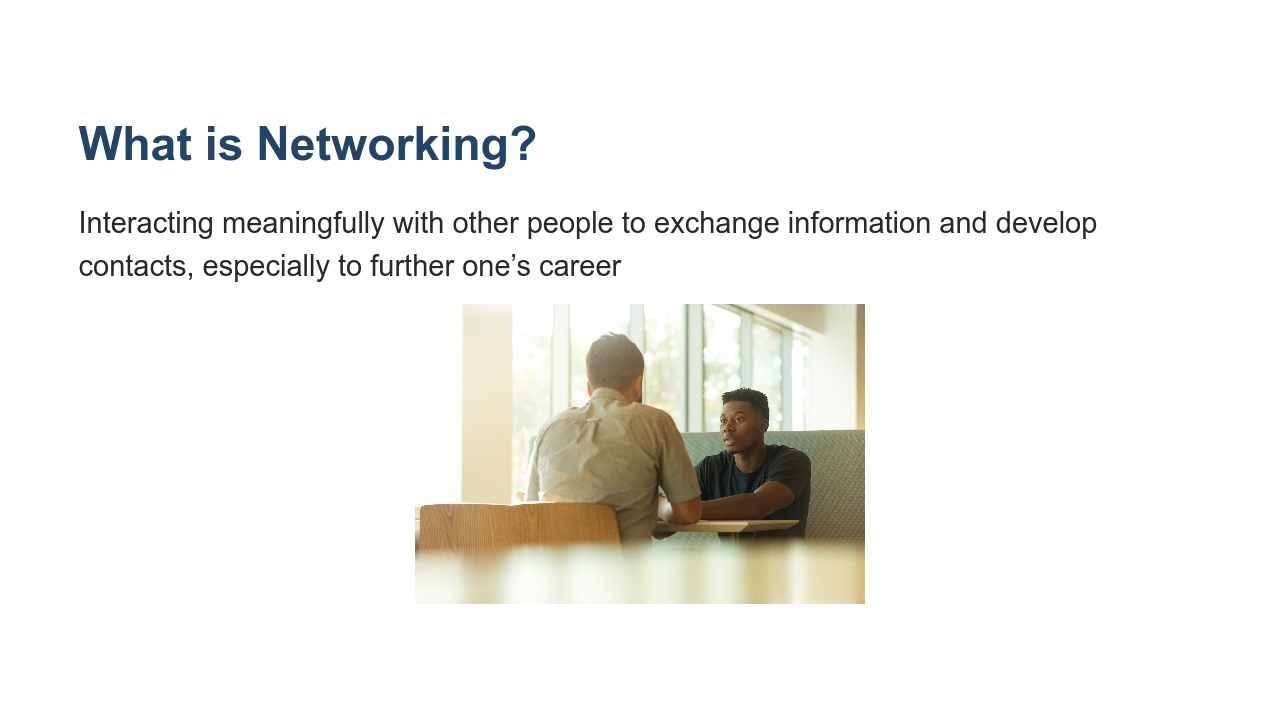 What is Networking?
Interacting meaningfully with other people to exchange information and develop
contacts, especially to further one’s career